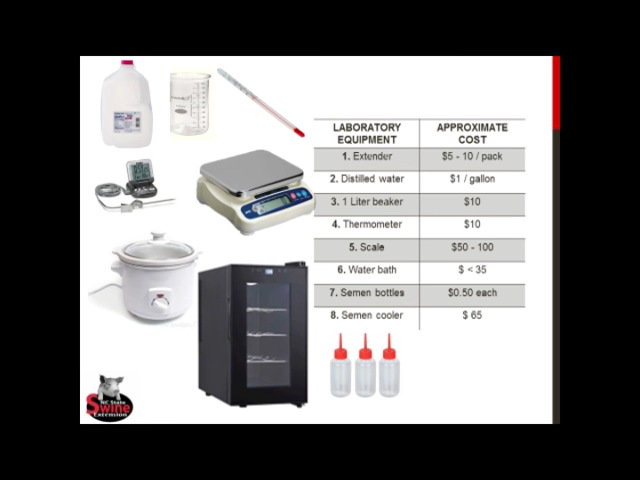 LABORATORY EQUIPMENT APPROXIMATE COST
1. Extender $5 - 10 / pack
2. Distilled water $1 / gallon
3. 1 Liter beaker $10
4. Thermometer $10
5. Scale $50 - 100
6. Water bath $ < 35
7. Semen bottles $0.50 each
8. Semen cooler $ 65
NC State
Swine
Extension